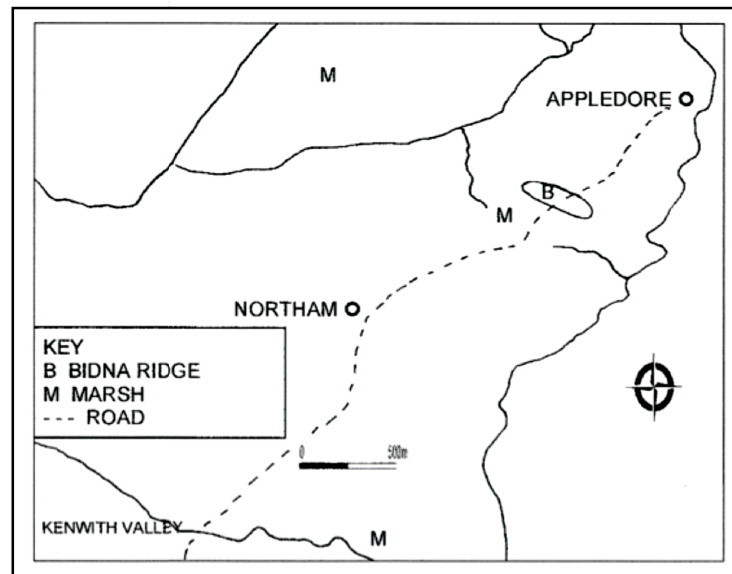 M
APPLEDORE
B
M
NORTHAM
KEY
B BIDNA RIDGE
M MARSH
--- ROAD
0 500m
KENWITH VALLEY
M